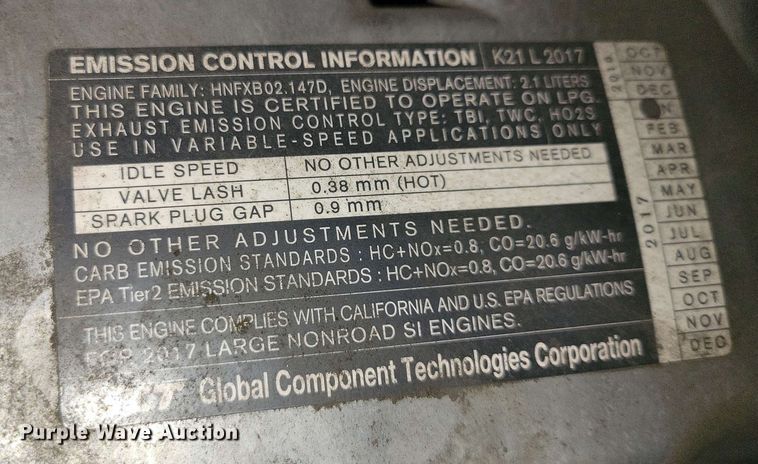 EMISSION CONTROL INFORMATION K21 L 2017
ENGINE FAMILY: HNFXB02.147D, ENGINE DISPLACEMENT: 2.1 LITERS
THIS ENGINE IS CERTIFIED TO OPERATE ON LPG.
EXHAUST EMISSION CONTROL TYPE: TBI, TWC, HO2S
USE IN VARIABLE-SPEED APPLICATIONS ONLY
IDLE SPEED NO OTHER ADJUSTMENTS NEEDED
VALVE LASH 0.38 mm (HOT)
SPARK PLUG GAP 0.9 mm
NO OTHER ADJUSTMENTS NEEDED.
CARB EMISSION STANDARDS : HC+NOx=0.8, CO=20.6 g/kW-hr
EPA Tier2 EMISSION STANDARDS : HC+NOx=0.8, CO=20.6 g/kW-hr
THIS ENGINE COMPLIES WITH CALIFORNIA AND U.S. EPA REGULATIONS
FOR 2017 LARGE NONROAD SI ENGINES.
Global Component Technologies Corporation
2016
OCT
NOV
DEC
2017
FEB
MAR
APR
MAY
JUN
JUL
AUG
SEP
OCT
NOV
DEC
Purple Wave Auction